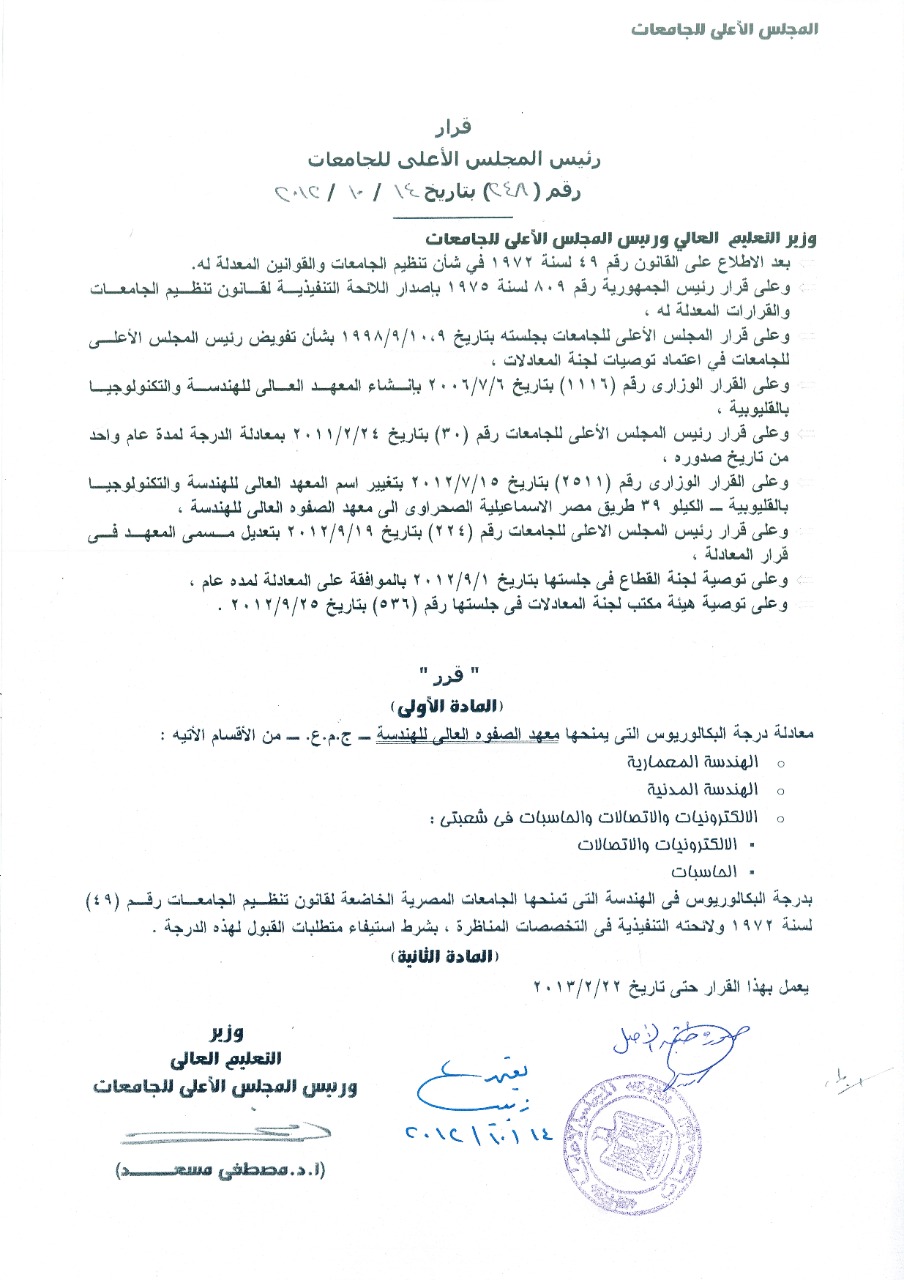 المجلس الأعلى للجامعات
قرار
رئيس المجلس الأعلى للجامعات
رقم (٢٤٨) بتاريخ ١٤ / ١٠ / ٢٠١٢
وزير التعليم العالي ورئيس المجلس الأعلى للجامعات
بعد الاطلاع على القانون رقم ٤٩ لسنة ١٩٧٢ في شأن تنظيم الجامعات والقوانين المعدلة له.
وعلى قرار رئيس الجمهورية رقم ٨٠٩ لسنة ١٩٧٥ بإصدار اللائحة التنفيذية لقانون تنظيم الجامعات
والقرارات المعدلة له ،
وعلى قرار المجلس الأعلى للجامعات بجلسته بتاريخ ١٩٩٨/٩/١٠،٩ بشأن تفويض رئيس المجلس الأعلى
للجامعات في اعتماد توصيات لجنة المعادلات ،
وعلى القرار الوزارى رقم (١١١٦) بتاريخ ٢٠٠٦/٧/٦ بإنشاء المعهد العالى للهندسة والتكنولوجيا
بالقليوبية ،
وعلى قرار رئيس المجلس الأعلى للجامعات رقم (٣٠) بتاريخ ٢٠١١/٢/٢٤ بمعادلة الدرجة لمدة عام واحد
من تاريخ صدوره ،
وعلى القرار الوزارى رقم (٢٥١١) بتاريخ ٢٠١٢/٧/١٥ بتغيير اسم المعهد العالى للهندسة والتكنولوجيا
بالقليوبية – الكيلو ٣٩ طريق مصر الاسماعيلية الصحراوى الى معهد الصفوه العالى للهندسة ،
وعلى قرار رئيس المجلس الاعلى للجامعات رقم (٢٢٤) بتاريخ ٢٠١٢/٩/١٩ بتعديل مسمى المعهد فى
قرار المعادلة ،
وعلى توصية لجنة القطاع فى جلستها بتاريخ ٢٠١٢/٩/١ بالموافقة على المعادلة لمده عام ،
وعلى توصية هيئة مكتب لجنة المعادلات فى جلستها رقم (٥٣٦) بتاريخ ٢٠١٢/٩/٢٥ .
" قرر "
(المادة الأولى)
معادلة درجة البكالوريوس التى يمنحها معهد الصفوه العالى للهندسة – ج.م.ع. – من الأقسام الأتيه :
○ الهندسة المعمارية
○ الهندسة المدنية
○ الالكترونيات والاتصالات والحاسبات فى شعبتى :
▪ الالكترونيات والاتصالات
▪ الحاسبات
بدرجة البكالوريوس فى الهندسة التى تمنحها الجامعات المصرية الخاضعة لقانون تنظيم الجامعات رقم (٤٩)
لسنة ١٩٧٢ ولائحته التنفيذية فى التخصصات المناظرة ، بشرط استيفاء متطلبات القبول لهذه الدرجة .
(المادة الثانية)
يعمل بهذا القرار حتى تاريخ ٢٠١٣/٢/٢٢
صورة طبق الأصل
وزير
التعليم العالى
ورئيس المجلس الأعلى للجامعات
يعتمد
٢٠١٢/١٠/١٤
(ا.د.مصطفى مسعد)